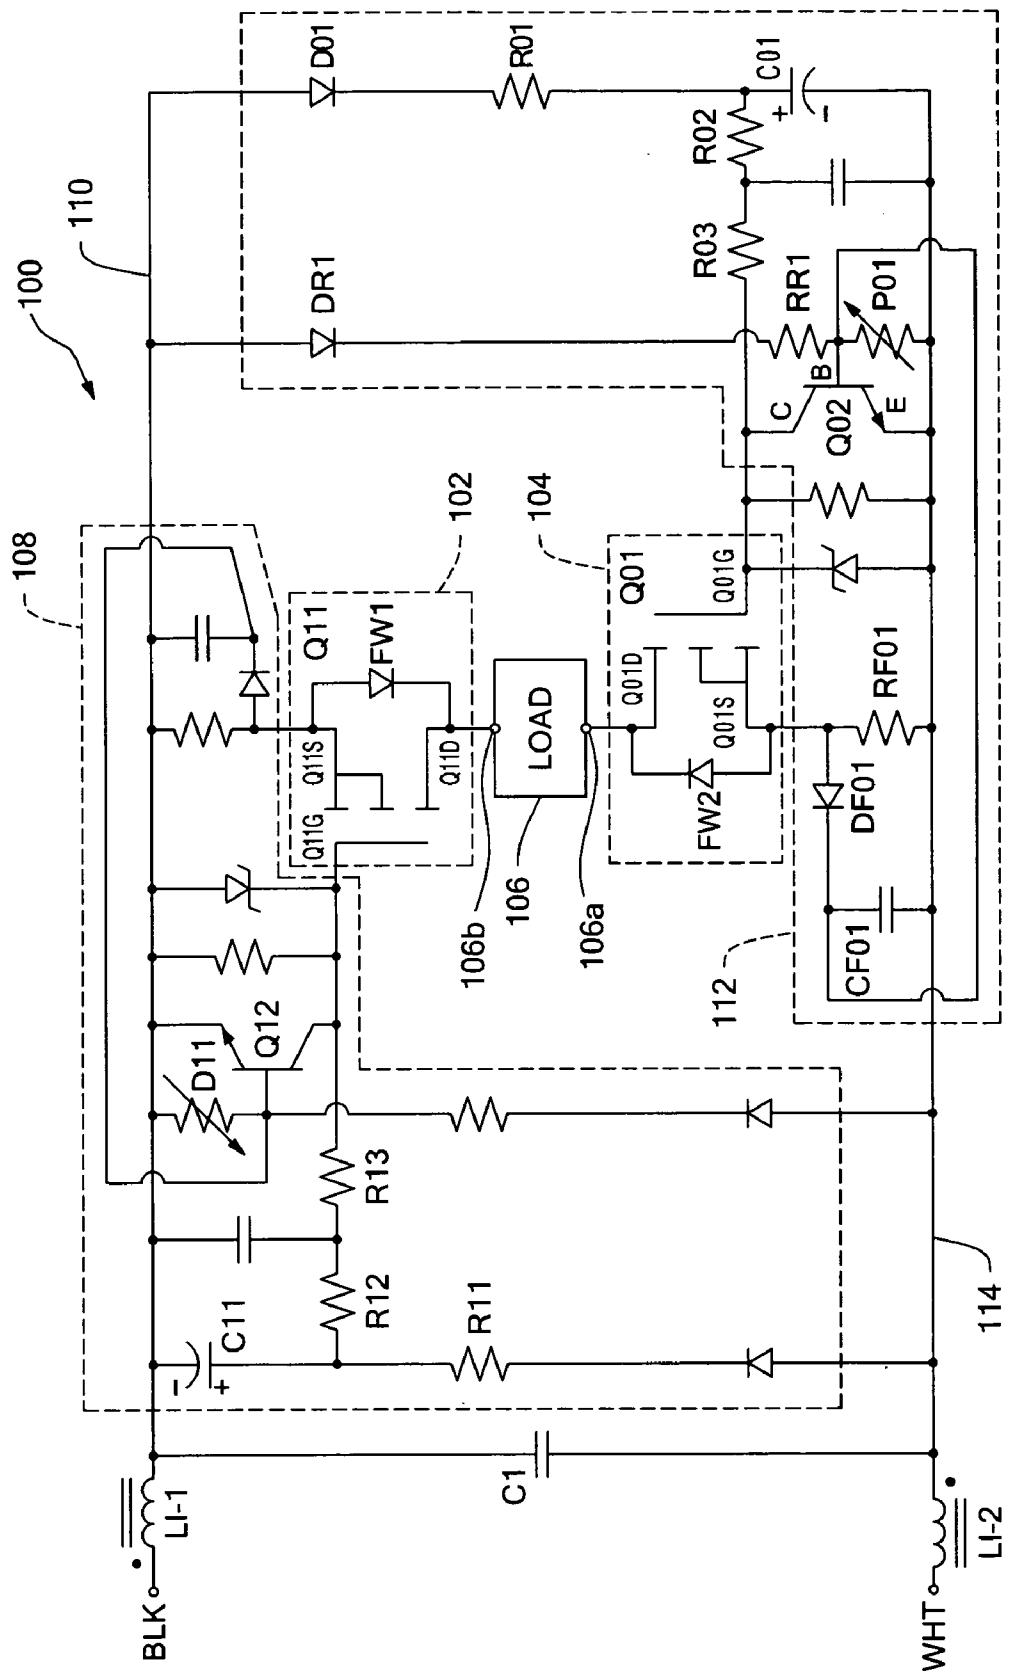 100
110
108
D01
R01
C01
+
-
R02
R03
DR1
RR1
P01
B
C
E
Q02
102
104
Q11
FW1
Q11S
Q11G
Q11D
LOAD
106b
106
106a
Q01
Q01G
Q01D
Q01S
FW2
RF01
DF01
CF01
112
Q12
D11
R13
R12
C11
-
+
R11
114
C1
LI-1
BLK
LI-2
WHT